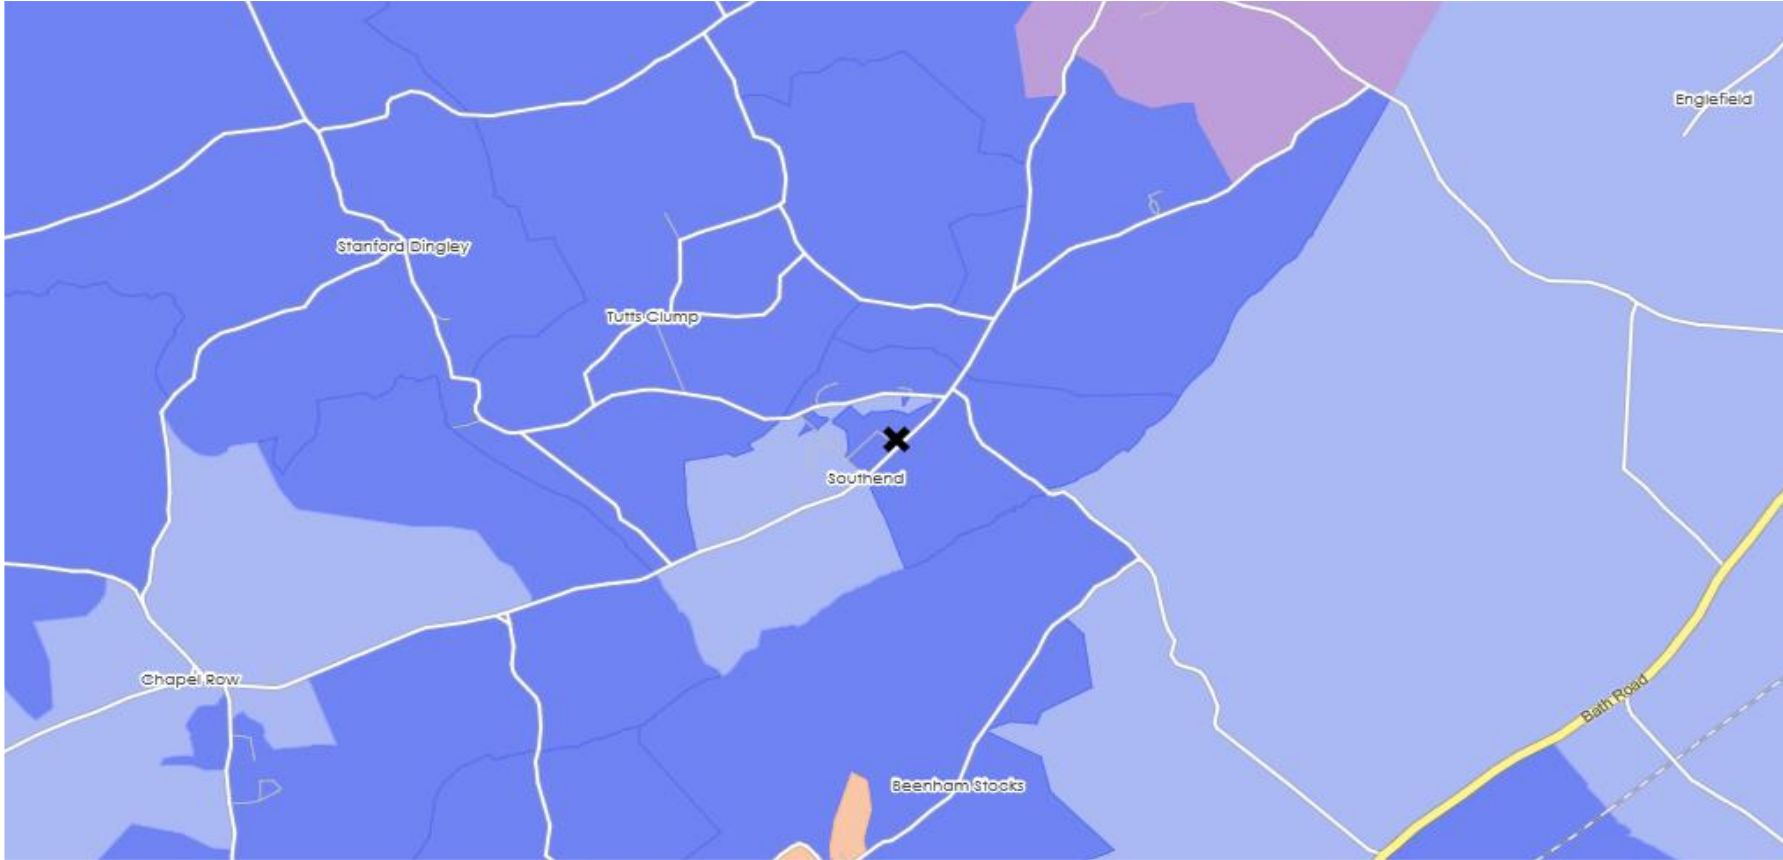 Englefield
Stanford Dingley
Tutts Clump
Southend
Chapel Row
Bath Road
Beenham Stocks